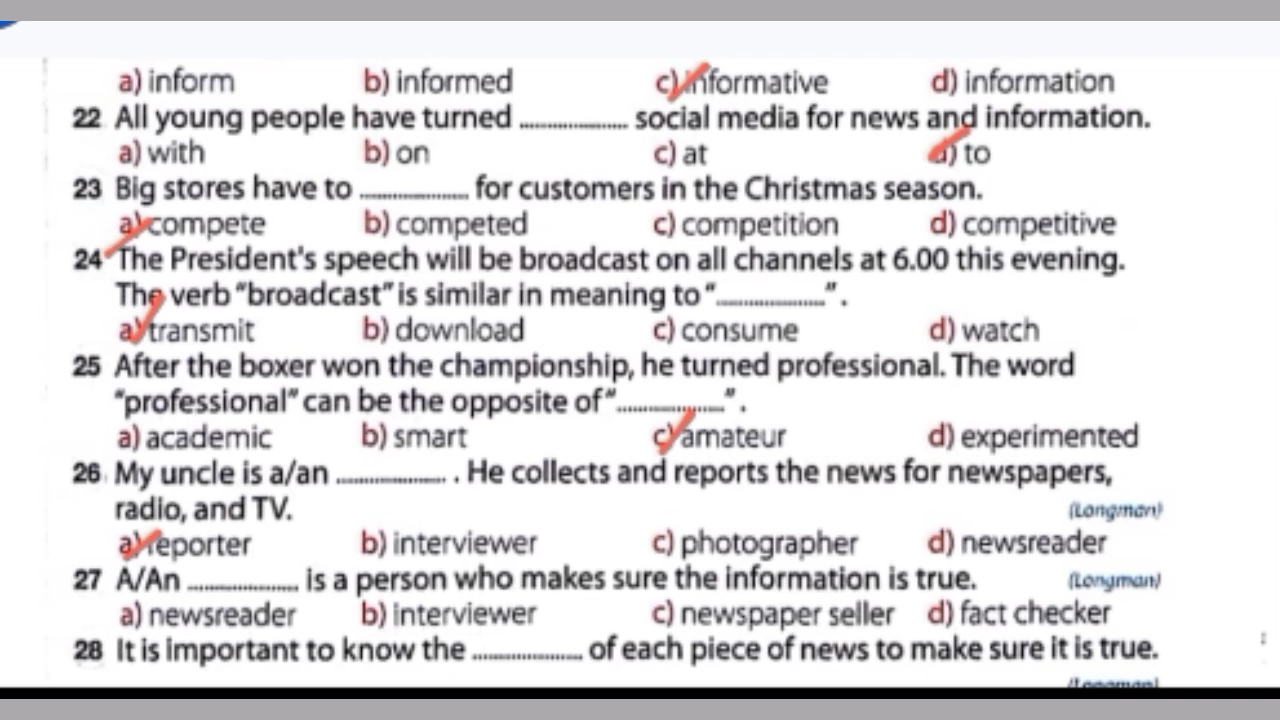 a) inform b) informed c) informative d) information
22 All young people have turned .................... social media for news and information.
a) with b) on c) at d) to
23 Big stores have to .................... for customers in the Christmas season.
a) compete b) competed c) competition d) competitive
24 The President's speech will be broadcast on all channels at 6.00 this evening.
The verb "broadcast" is similar in meaning to "....................".
a) transmit b) download c) consume d) watch
25 After the boxer won the championship, he turned professional. The word
"professional" can be the opposite of "....................".
a) academic b) smart c) amateur d) experimented
26 My uncle is a/an .................... . He collects and reports the news for newspapers,
radio, and TV. (Longman)
a) reporter b) interviewer c) photographer d) newsreader
27 A/An .................... is a person who makes sure the information is true. (Longman)
a) newsreader b) interviewer c) newspaper seller d) fact checker
28 It is important to know the .................... of each piece of news to make sure it is true.
(Longman)